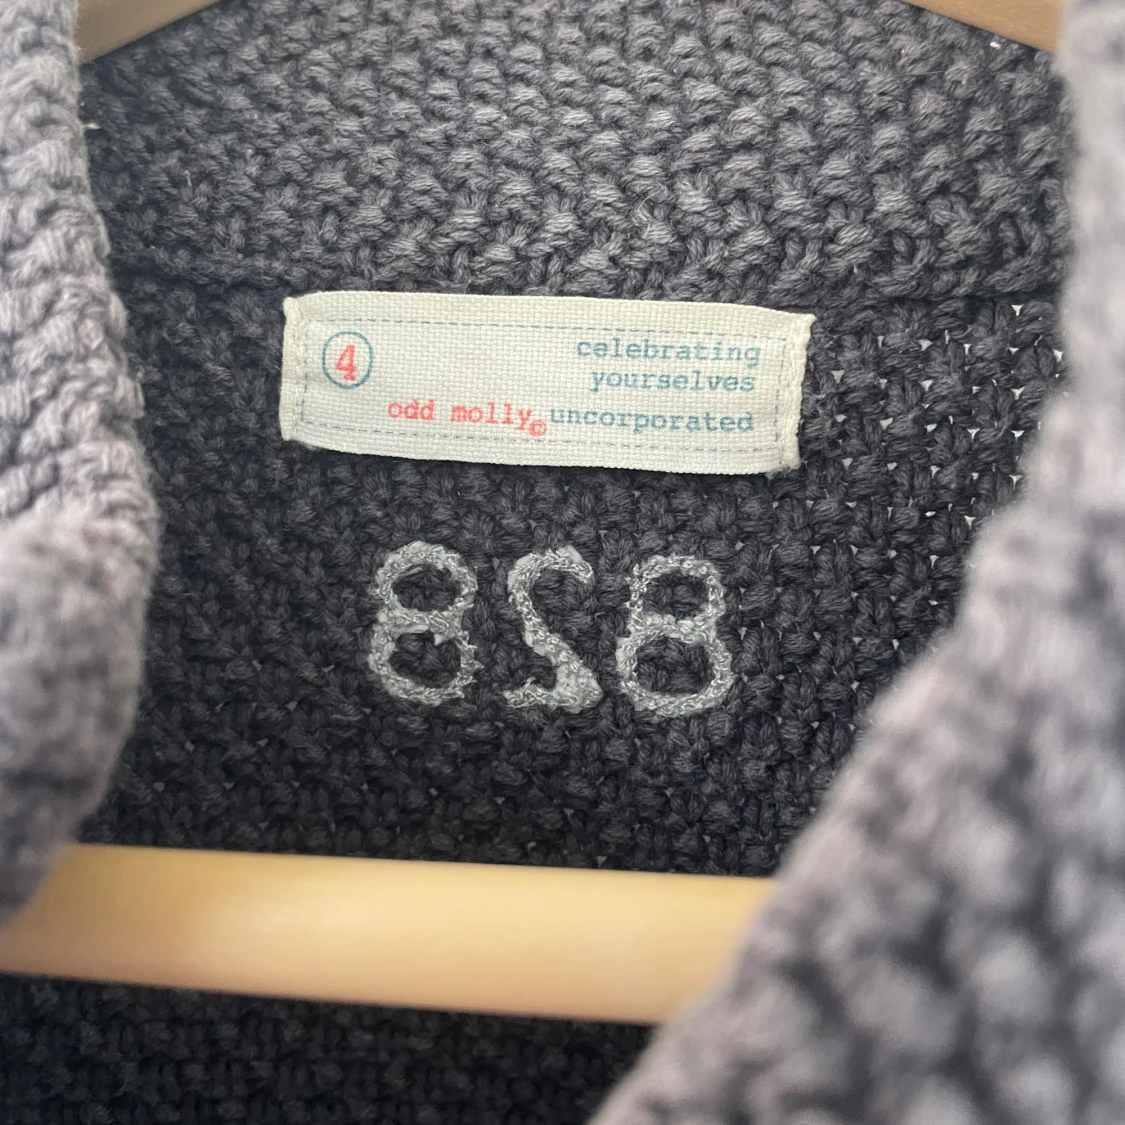 4
celebrating
yourselves
odd molly© uncorporated
828